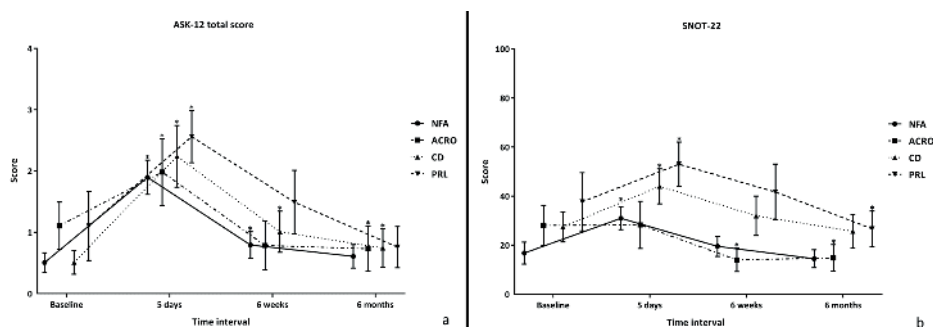 ASK-12 total score
4
3
2
1
0
Score
Baseline
5 days
6 weeks
6 months
Time interval
NFA
ACRO
CD
PRL
a
SNOT-22
100
80
60
40
20
0
Score
Baseline
5 days
6 weeks
6 months
Time interval
NFA
ACRO
CD
PRL
b